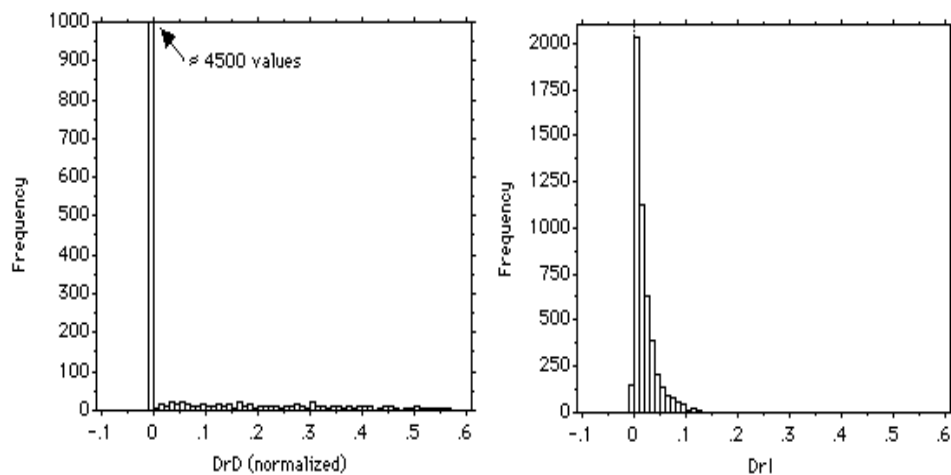 1000
900
800
700
600
500
400
300
200
100
0
Frequency
≠ 4500 values
-.1 0 .1 .2 .3 .4 .5 .6
DrD (normalized)
2000
1750
1500
1250
1000
750
500
250
0
Frequency
-.1 0 .1 .2 .3 .4 .5 .6
DrI